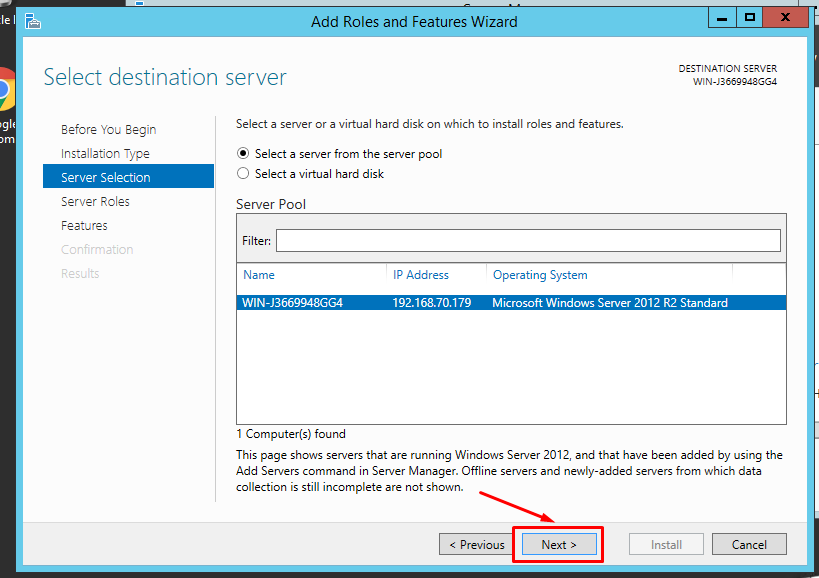 Add Roles and Features Wizard
Select destination server
DESTINATION SERVER
WIN-J3669948GG4
Before You Begin
Installation Type
Server Selection
Server Roles
Features
Confirmation
Results
Select a server or a virtual hard disk on which to install roles and features.
Select a server from the server pool
Select a virtual hard disk
Server Pool
Filter:
Name IP Address Operating System
WIN-J3669948GG4 192.168.70.179 Microsoft Windows Server 2012 R2 Standard
1 Computer(s) found
This page shows servers that are running Windows Server 2012, and that have been added by using the
Add Servers command in Server Manager. Offline servers and newly-added servers from which data
collection is still incomplete are not shown.
< Previous Next > Install Cancel